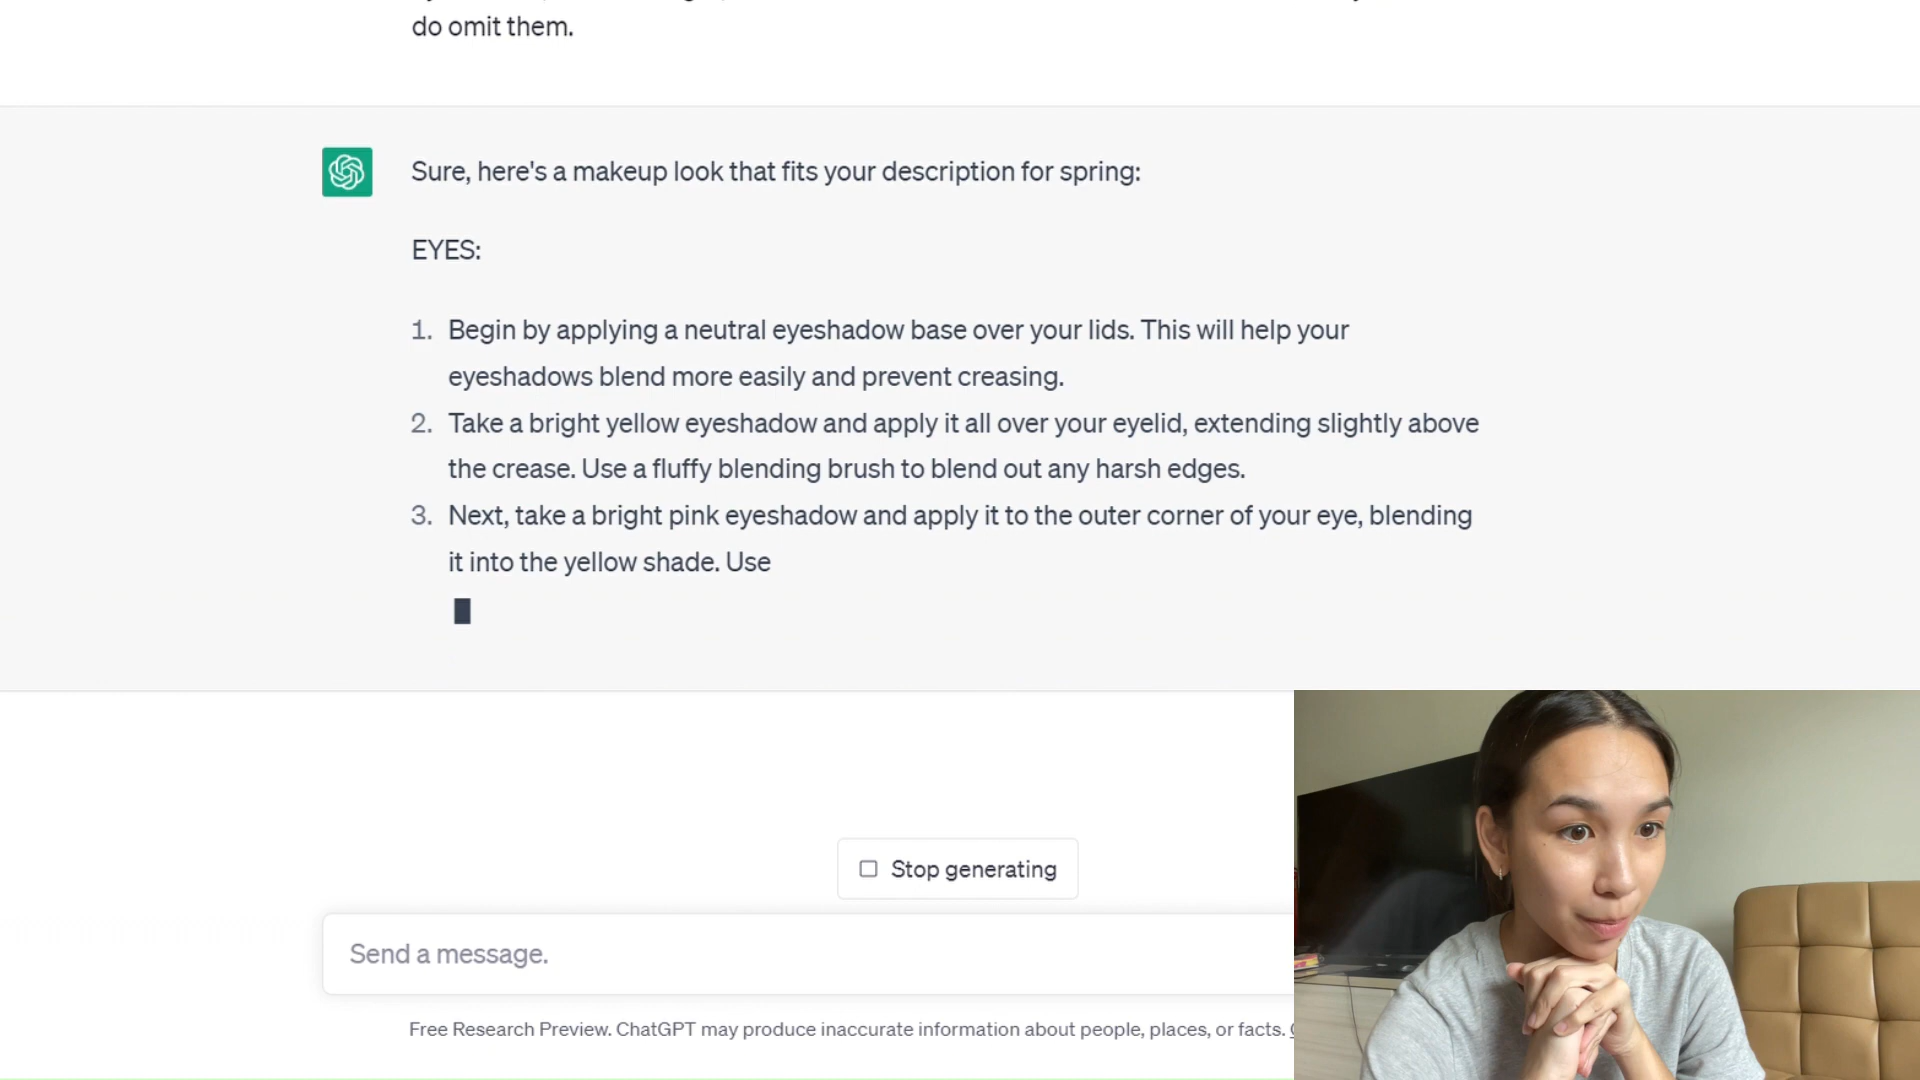 do omit them.
Sure, here's a makeup look that fits your description for spring:
EYES:
1. Begin by applying a neutral eyeshadow base over your lids. This will help your
eyeshadows blend more easily and prevent creasing.
2. Take a bright yellow eyeshadow and apply it all over your eyelid, extending slightly above
the crease. Use a fluffy blending brush to blend out any harsh edges.
3. Next, take a bright pink eyeshadow and apply it to the outer corner of your eye, blending
it into the yellow shade. Use
Stop generating
Send a message.
Free Research Preview. ChatGPT may produce inaccurate information about people, places, or facts.